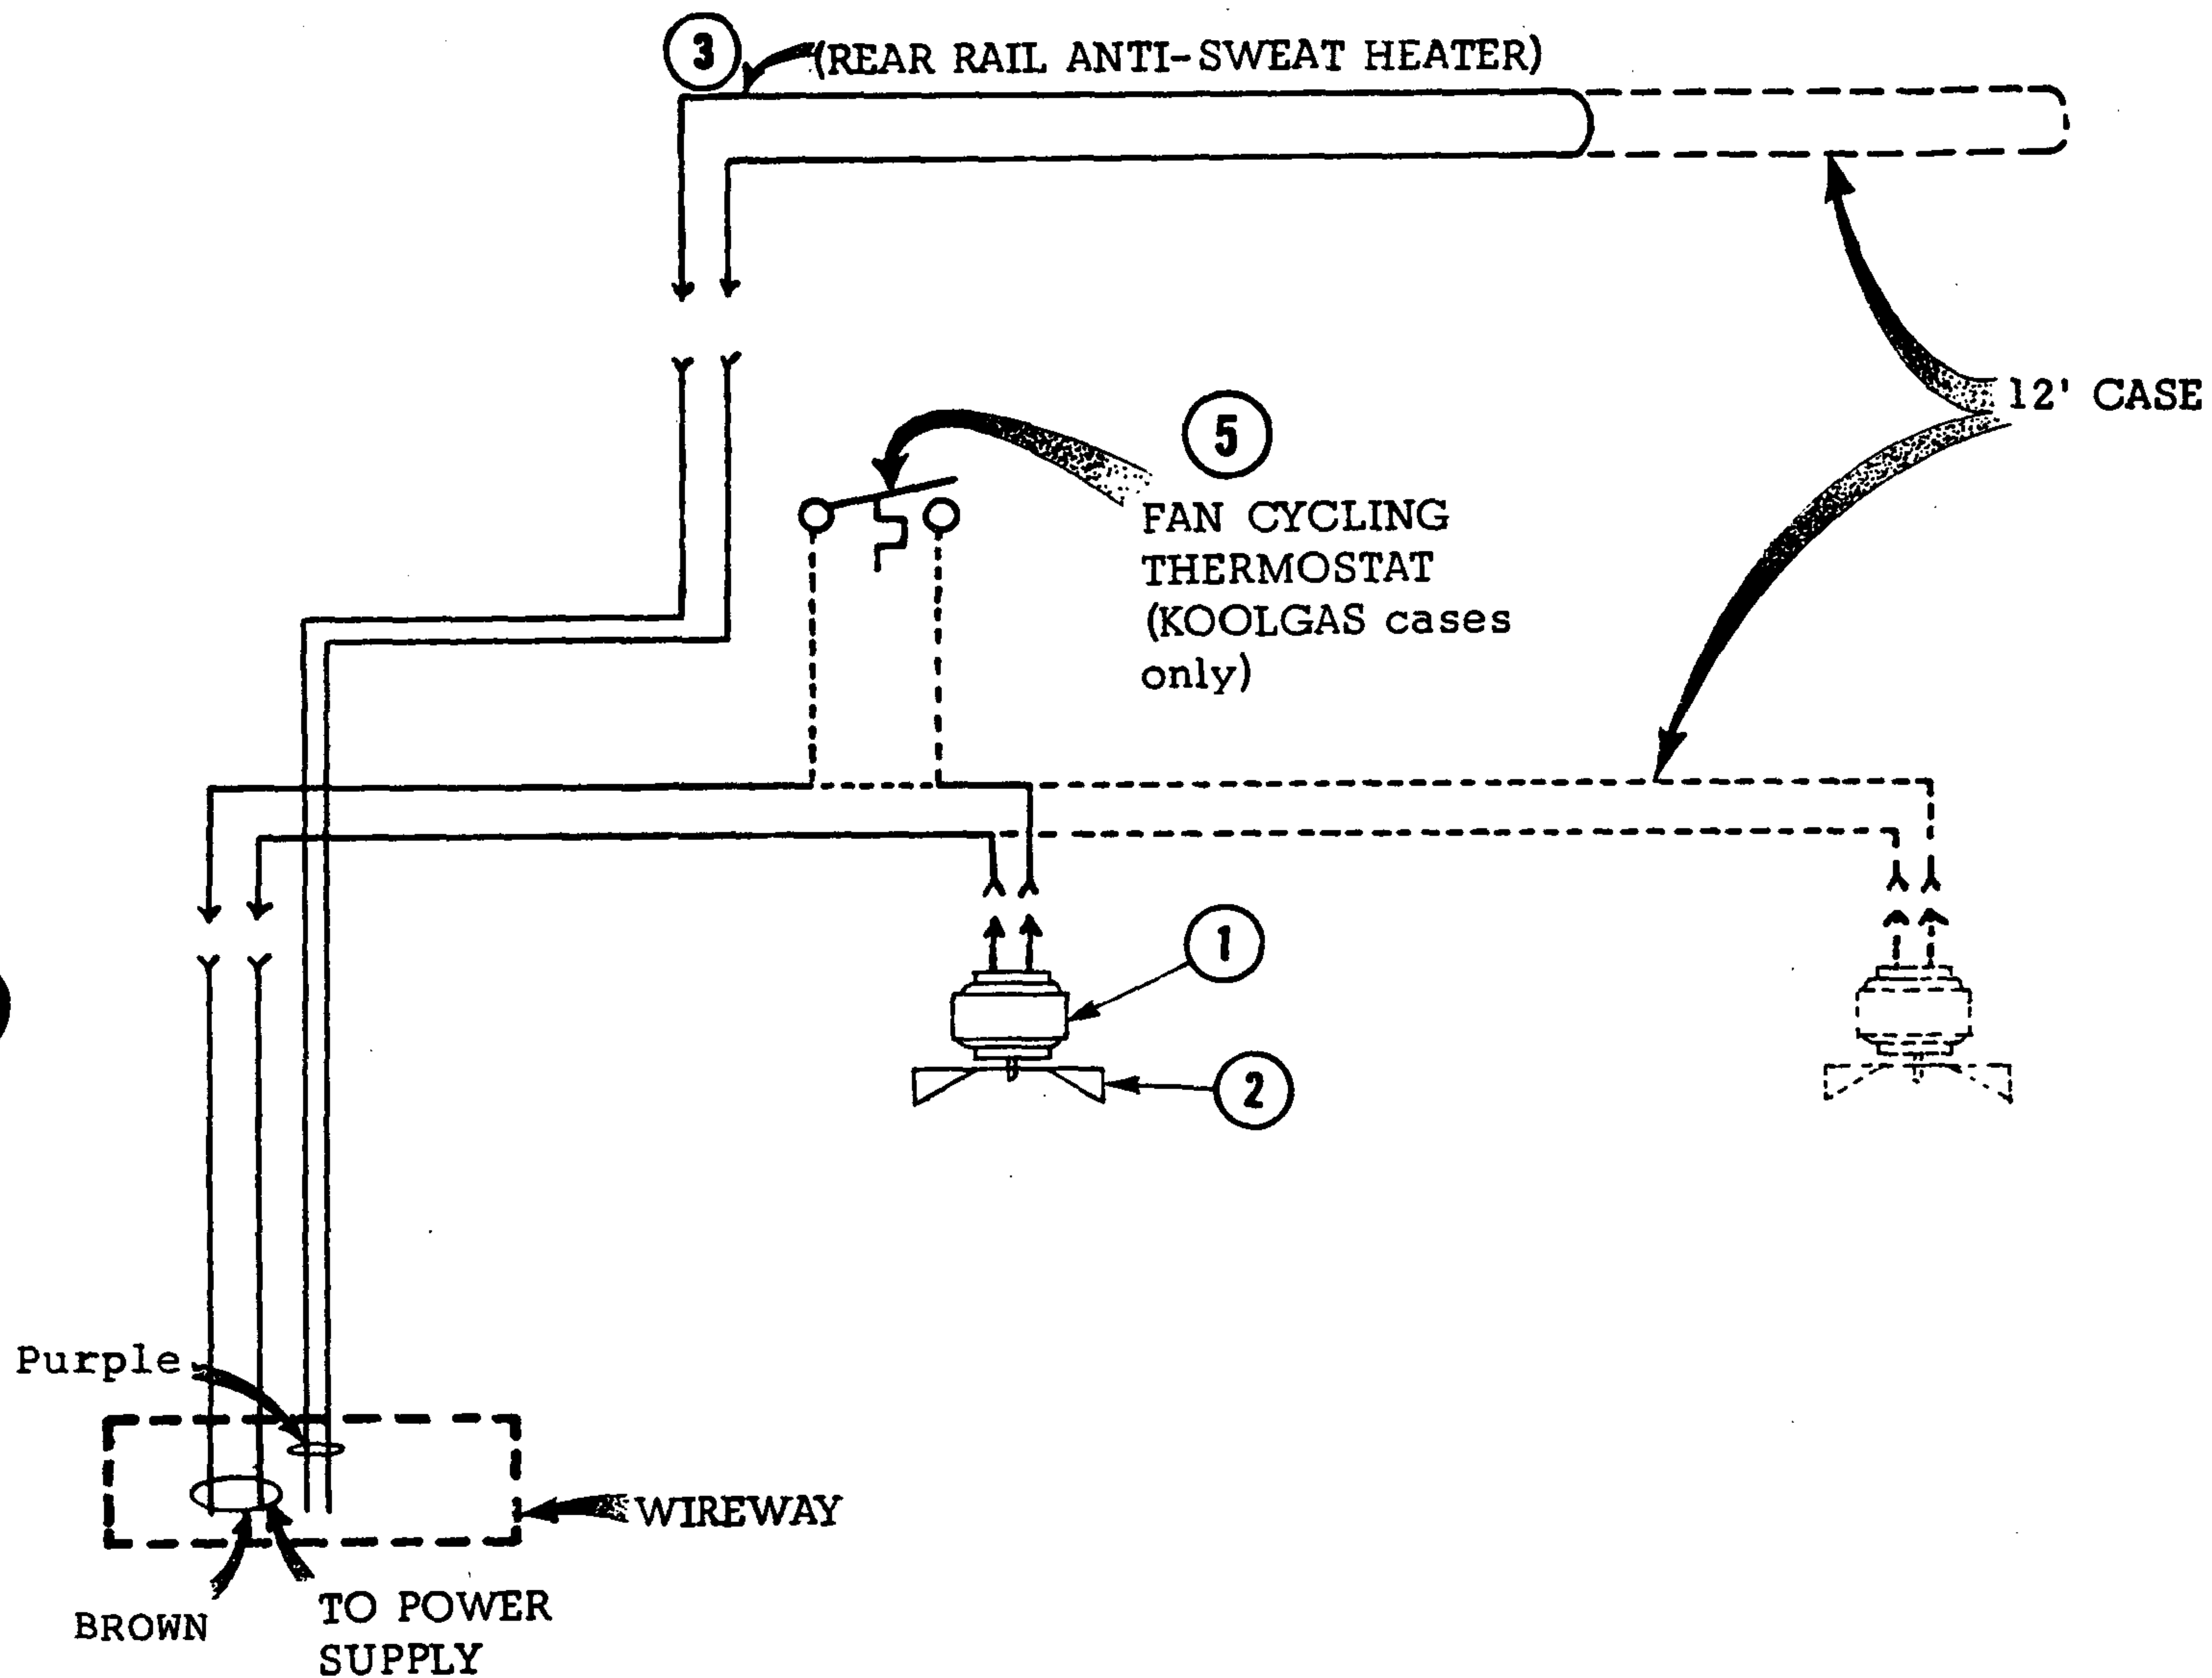 3
(REAR RAIL ANTI-SWEAT HEATER)
12' CASE
5
FAN CYCLING
THERMOSTAT
(KOOLGAS cases
only)
1
2
Purple
WIREWAY
BROWN
TO POWER
SUPPLY